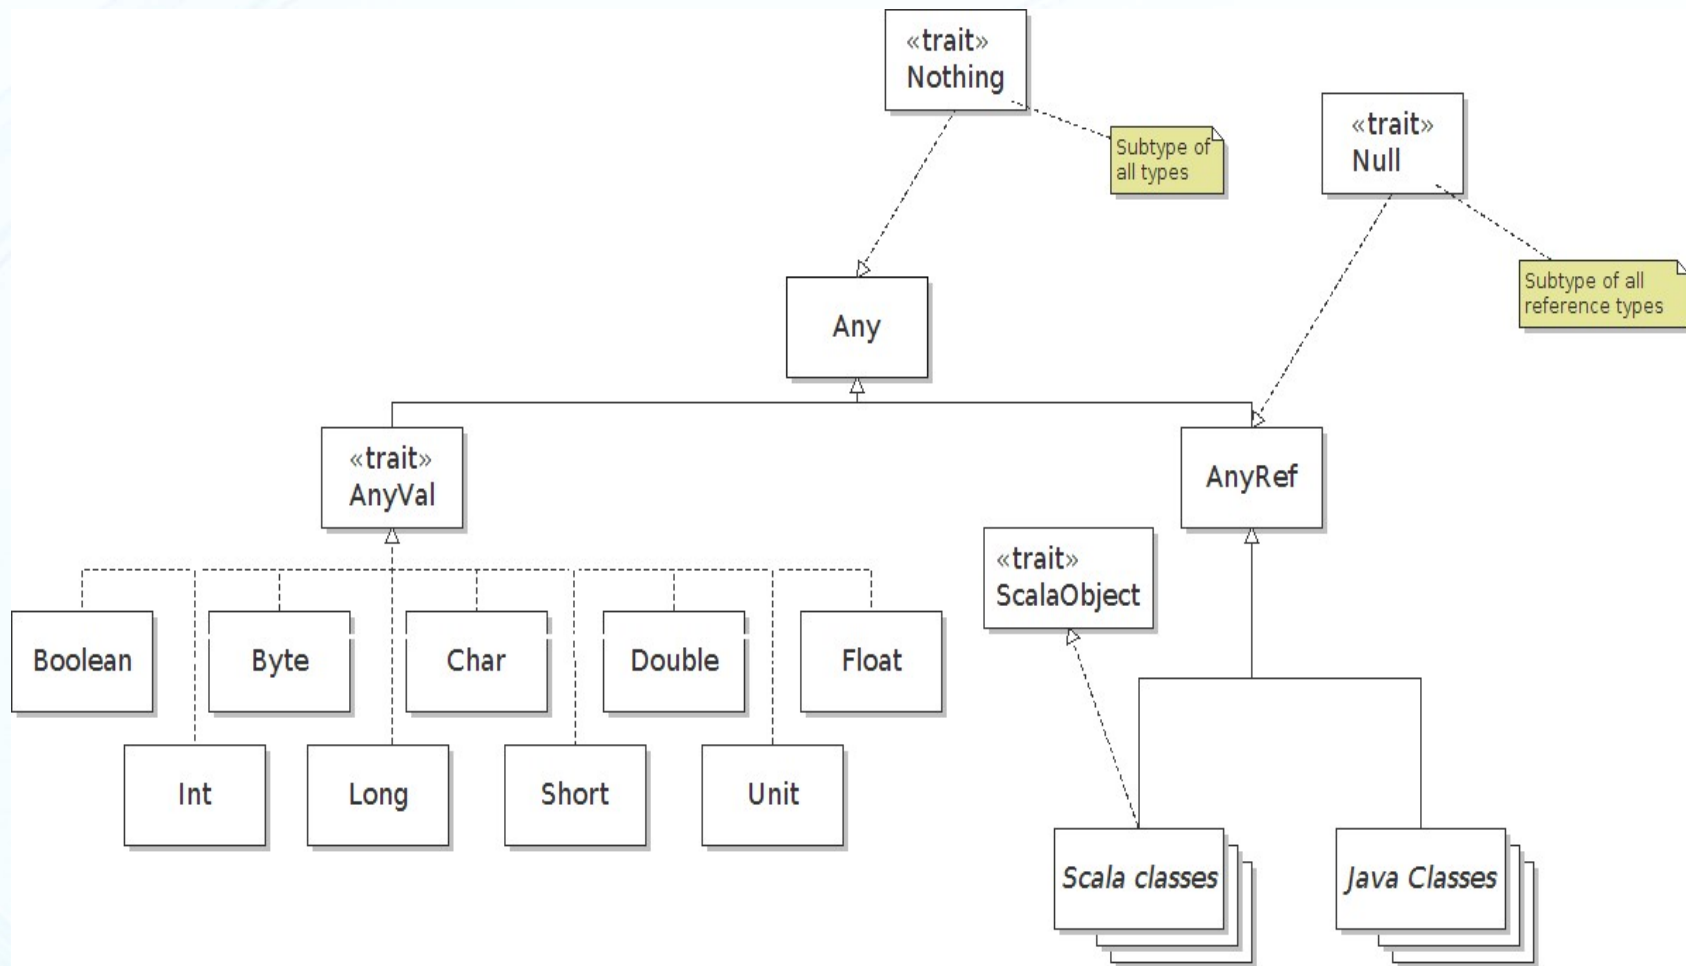 «trait»
Nothing
Subtype of
all types
«trait»
Null
Subtype of all
reference types
Any
«trait»
AnyVal
AnyRef
«trait»
ScalaObject
Boolean
Byte
Char
Double
Float
Int
Long
Short
Unit
Scala classes
Java Classes